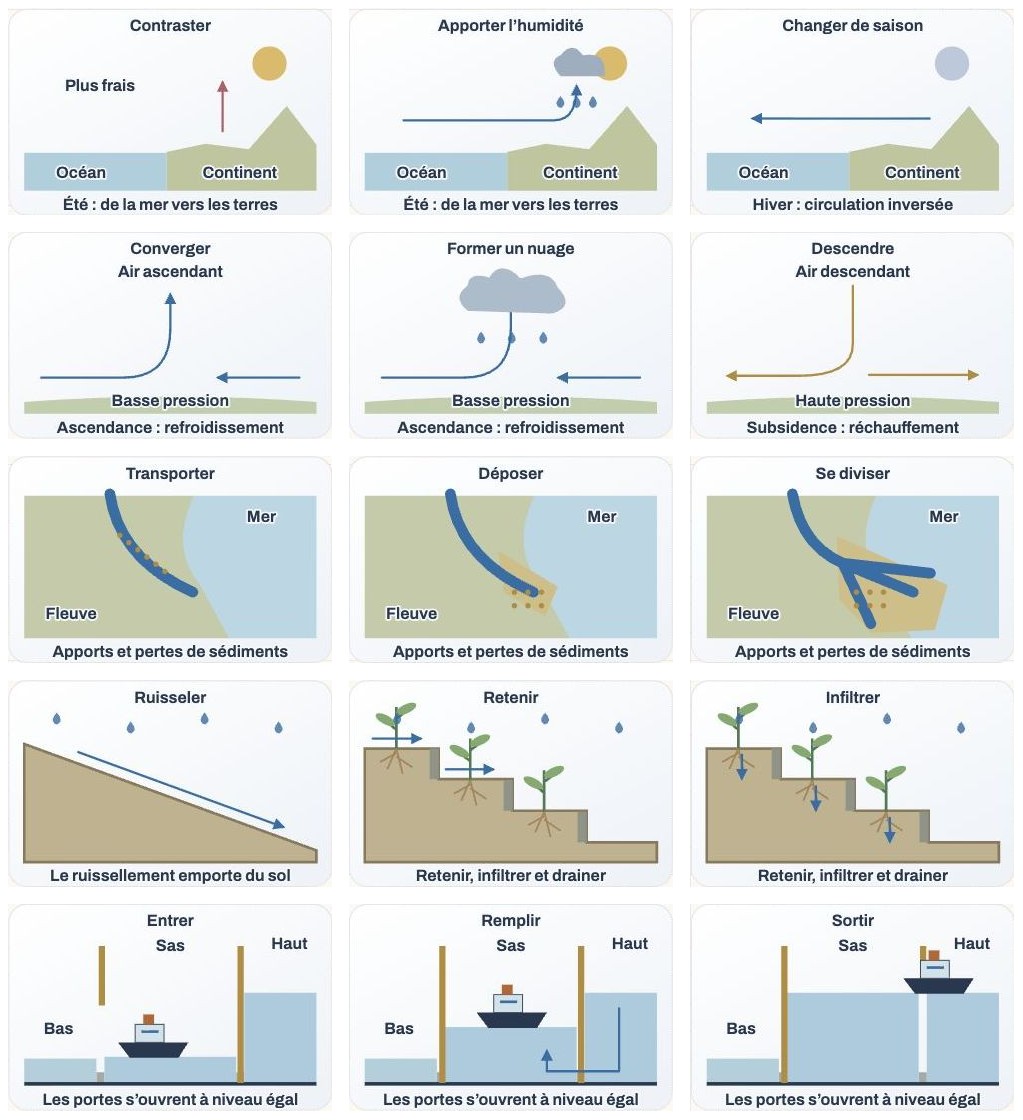 Contraster
Plus frais
Océan
Continent
Été : de la mer vers les terres
Apporter l’humidité
Océan
Continent
Été : de la mer vers les terres
Changer de saison
Océan
Continent
Hiver : circulation inversée
Converger
Air ascendant
Basse pression
Ascendance : refroidissement
Former un nuage
Basse pression
Ascendance : refroidissement
Descendre
Air descendant
Haute pression
Subsidence : réchauffement
Transporter
Mer
Fleuve
Apports et pertes de sédiments
Déposer
Mer
Fleuve
Apports et pertes de sédiments
Se diviser
Mer
Fleuve
Apports et pertes de sédiments
Ruisseler
Le ruissellement emporte du sol
Retenir
Retenir, infiltrer et drainer
Infiltrer
Retenir, infiltrer et drainer
Entrer
Sas
Haut
Bas
Les portes s’ouvrent à niveau égal
Remplir
Sas
Haut
Bas
Les portes s’ouvrent à niveau égal
Sortir
Sas
Haut
Bas
Les portes s’ouvrent à niveau égal